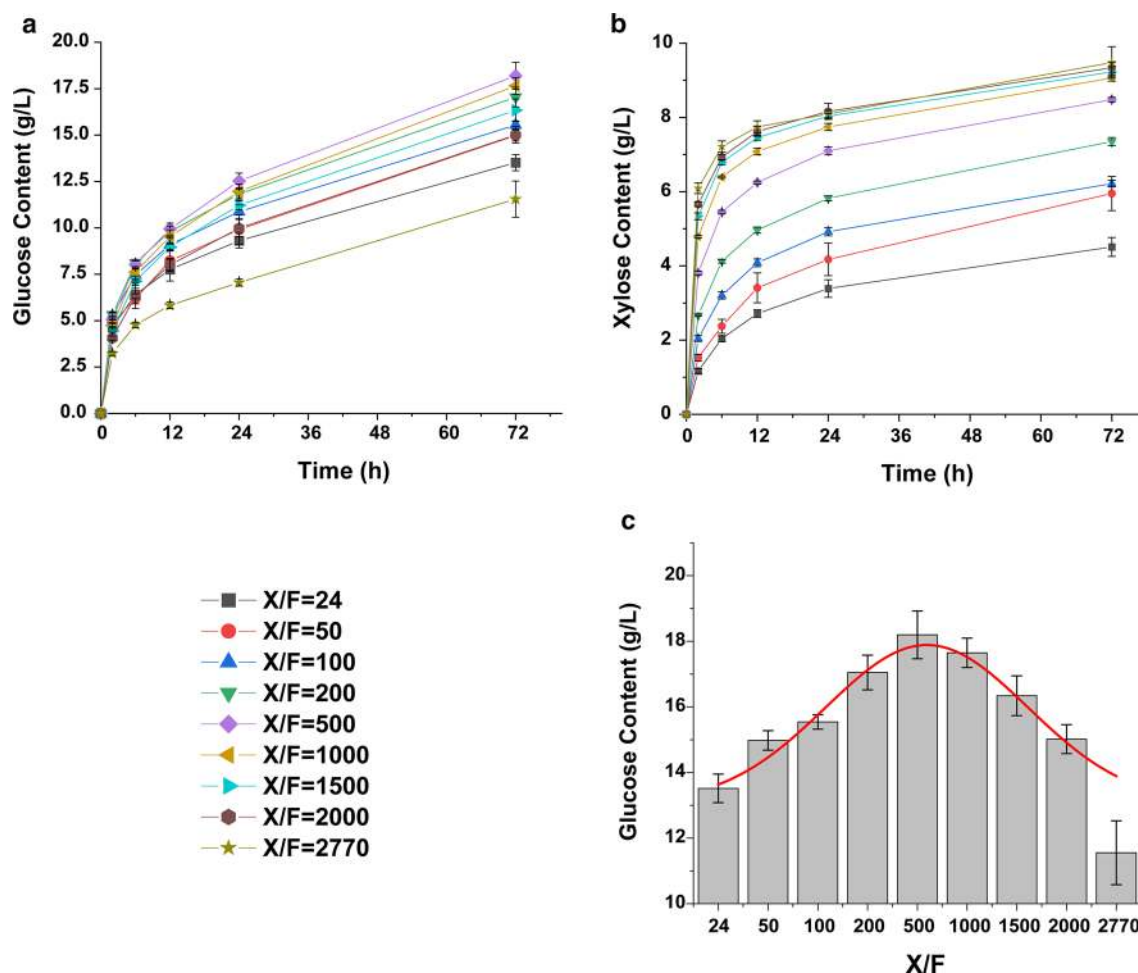 a
20.0
17.5
15.0
12.5
10.0
7.5
5.0
2.5
0.0
Glucose Content (g/L)
0 12 24 36 48 60 72
Time (h)
b
10
8
6
4
2
0
Xylose Content (g/L)
0 12 24 36 48 60 72
Time (h)
X/F=24
X/F=50
X/F=100
X/F=200
X/F=500
X/F=1000
X/F=1500
X/F=2000
X/F=2770
c
20
18
16
14
12
10
Glucose Content (g/L)
24 50 100 200 500 1000 1500 2000 2770
X/F